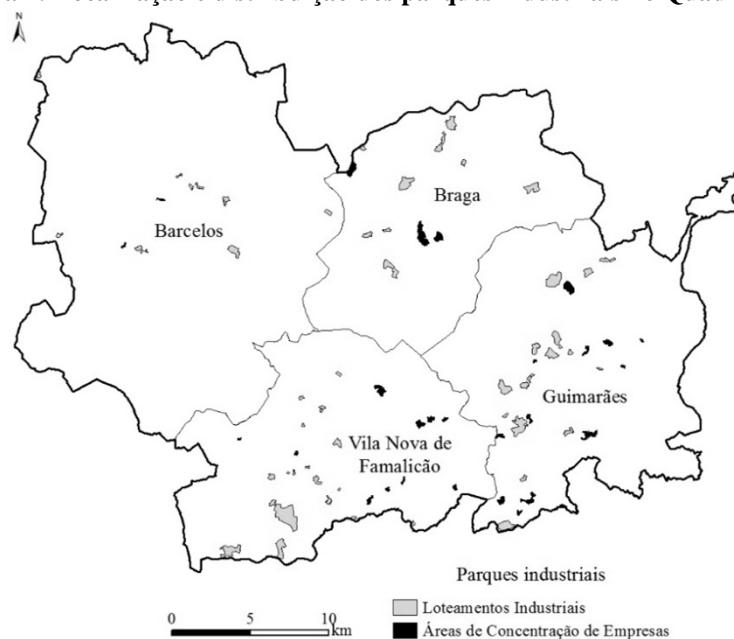 N
Braga
Barcelos
Guimarães
Vila Nova de
Famalicão
Parques industriais
Loteamentos Industriais
Áreas de Concentração de Empresas
0 5 10
km